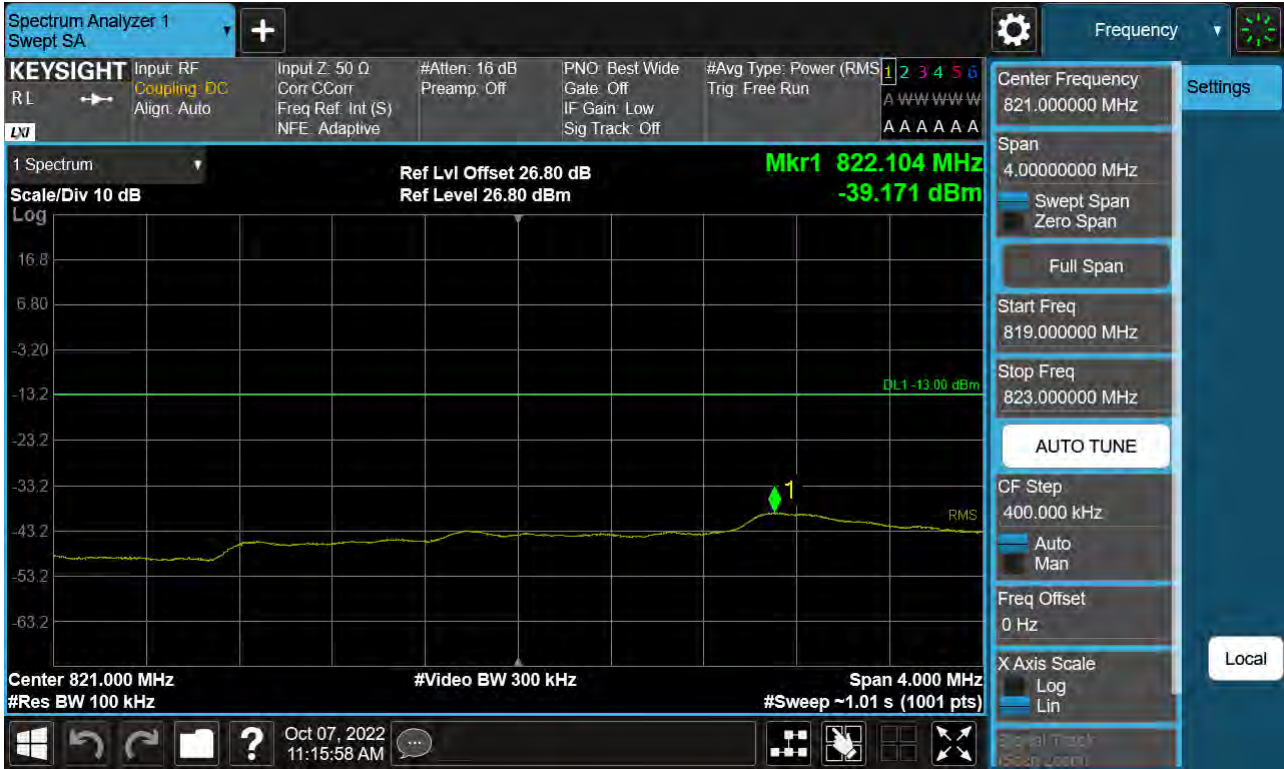 Spectrum Analyzer 1
Swept SA
Frequency
KEYSIGHT
RL
LXI
Input: RF
Coupling: DC
Align: Auto
Input Z: 50 Ω
Corr CCorr
Freq Ref: Int (S)
NFE: Adaptive
#Atten: 16 dB
Preamp: Off
PNO: Best Wide
Gate: Off
IF Gain: Low
Sig Track: Off
#Avg Type: Power (RMS
Trig: Free Run
1 2 3 4 5 6
A W W W W W
A A A A A A
1 Spectrum
Scale/Div 10 dB
Log
Ref Lvl Offset 26.80 dB
Ref Level 26.80 dBm
Mkr1 822.104 MHz
-39.171 dBm
16.8
6.80
-3.20
-13.2
-23.2
-33.2
-43.2
-53.2
-63.2
DL1 -13.00 dBm
1
RMS
Center 821.000 MHz
#Res BW 100 kHz
#Video BW 300 kHz
Span 4.000 MHz
#Sweep ~1.01 s (1001 pts)
Center Frequency
821.000000 MHz
Span
4.00000000 MHz
Swept Span
Zero Span
Full Span
Start Freq
819.000000 MHz
Stop Freq
823.000000 MHz
AUTO TUNE
CF Step
400.000 kHz
Auto
Man
Freq Offset
0 Hz
X Axis Scale
Log
Lin
Signal Track
(Span Zoom)
Settings
Local
?
Oct 07, 2022
11:15:58 AM